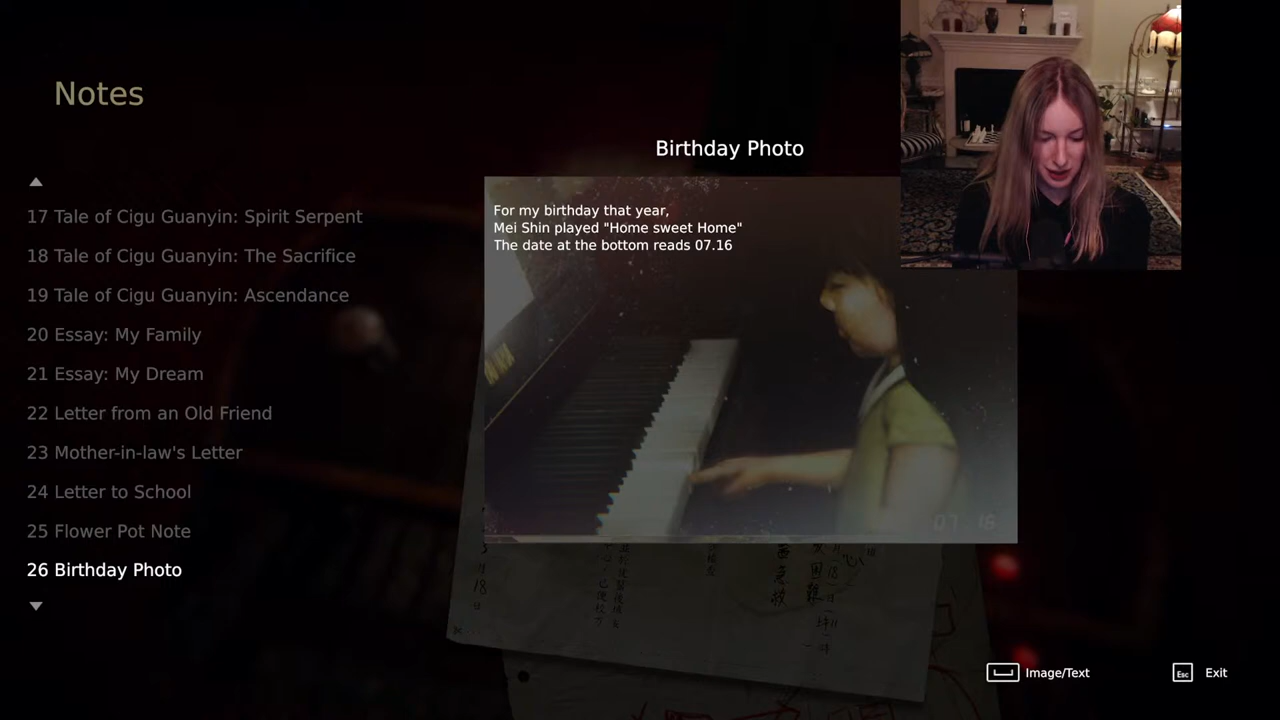 Notes
17 Tale of Cigu Guanyin: Spirit Serpent
18 Tale of Cigu Guanyin: The Sacrifice
19 Tale of Cigu Guanyin: Ascendance
20 Essay: My Family
21 Essay: My Dream
22 Letter from an Old Friend
23 Mother-in-law's Letter
24 Letter to School
25 Flower Pot Note
26 Birthday Photo
Birthday Photo
For my birthday that year,
Mei Shin played "Home sweet Home"
The date at the bottom reads 07.16
07 16
Image/Text
Esc
Exit